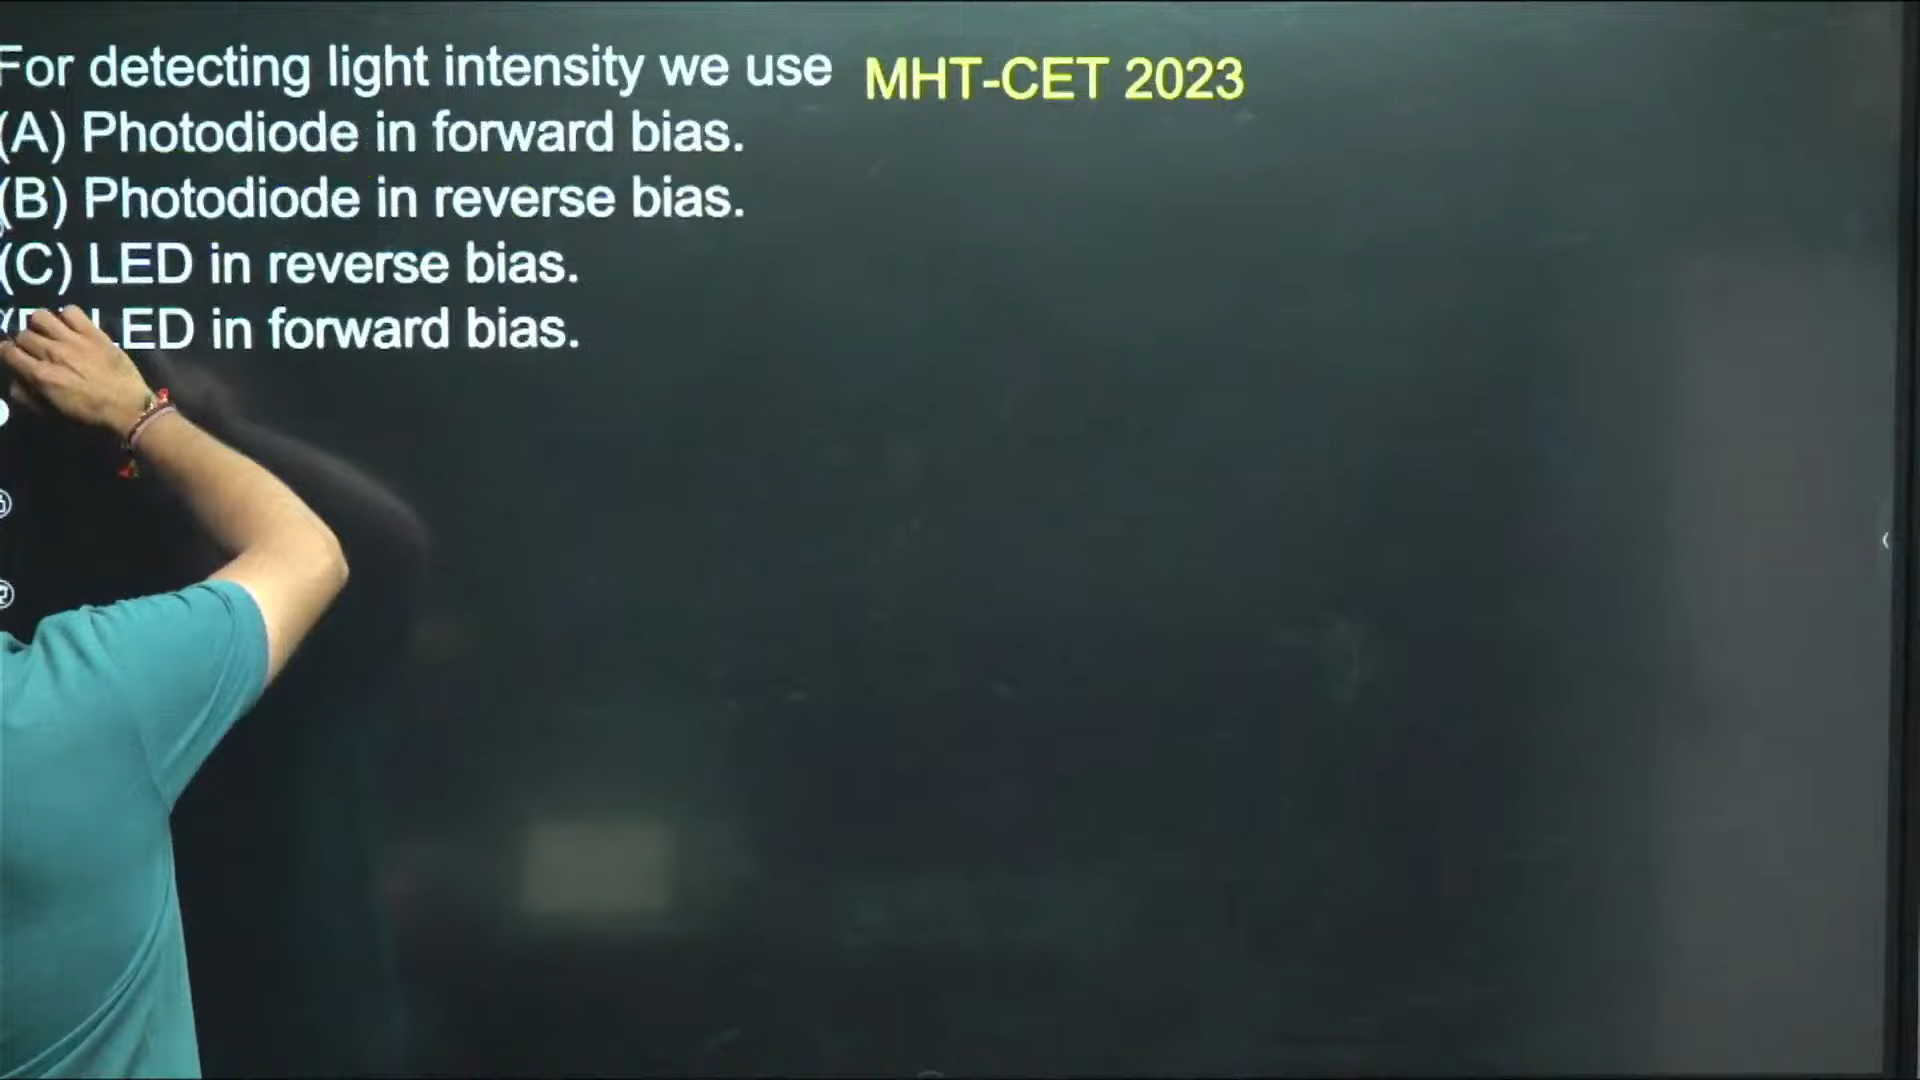 For detecting light intensity we use MHT-CET 2023
(A) Photodiode in forward bias.
(B) Photodiode in reverse bias.
(C) LED in reverse bias.
LED in forward bias.